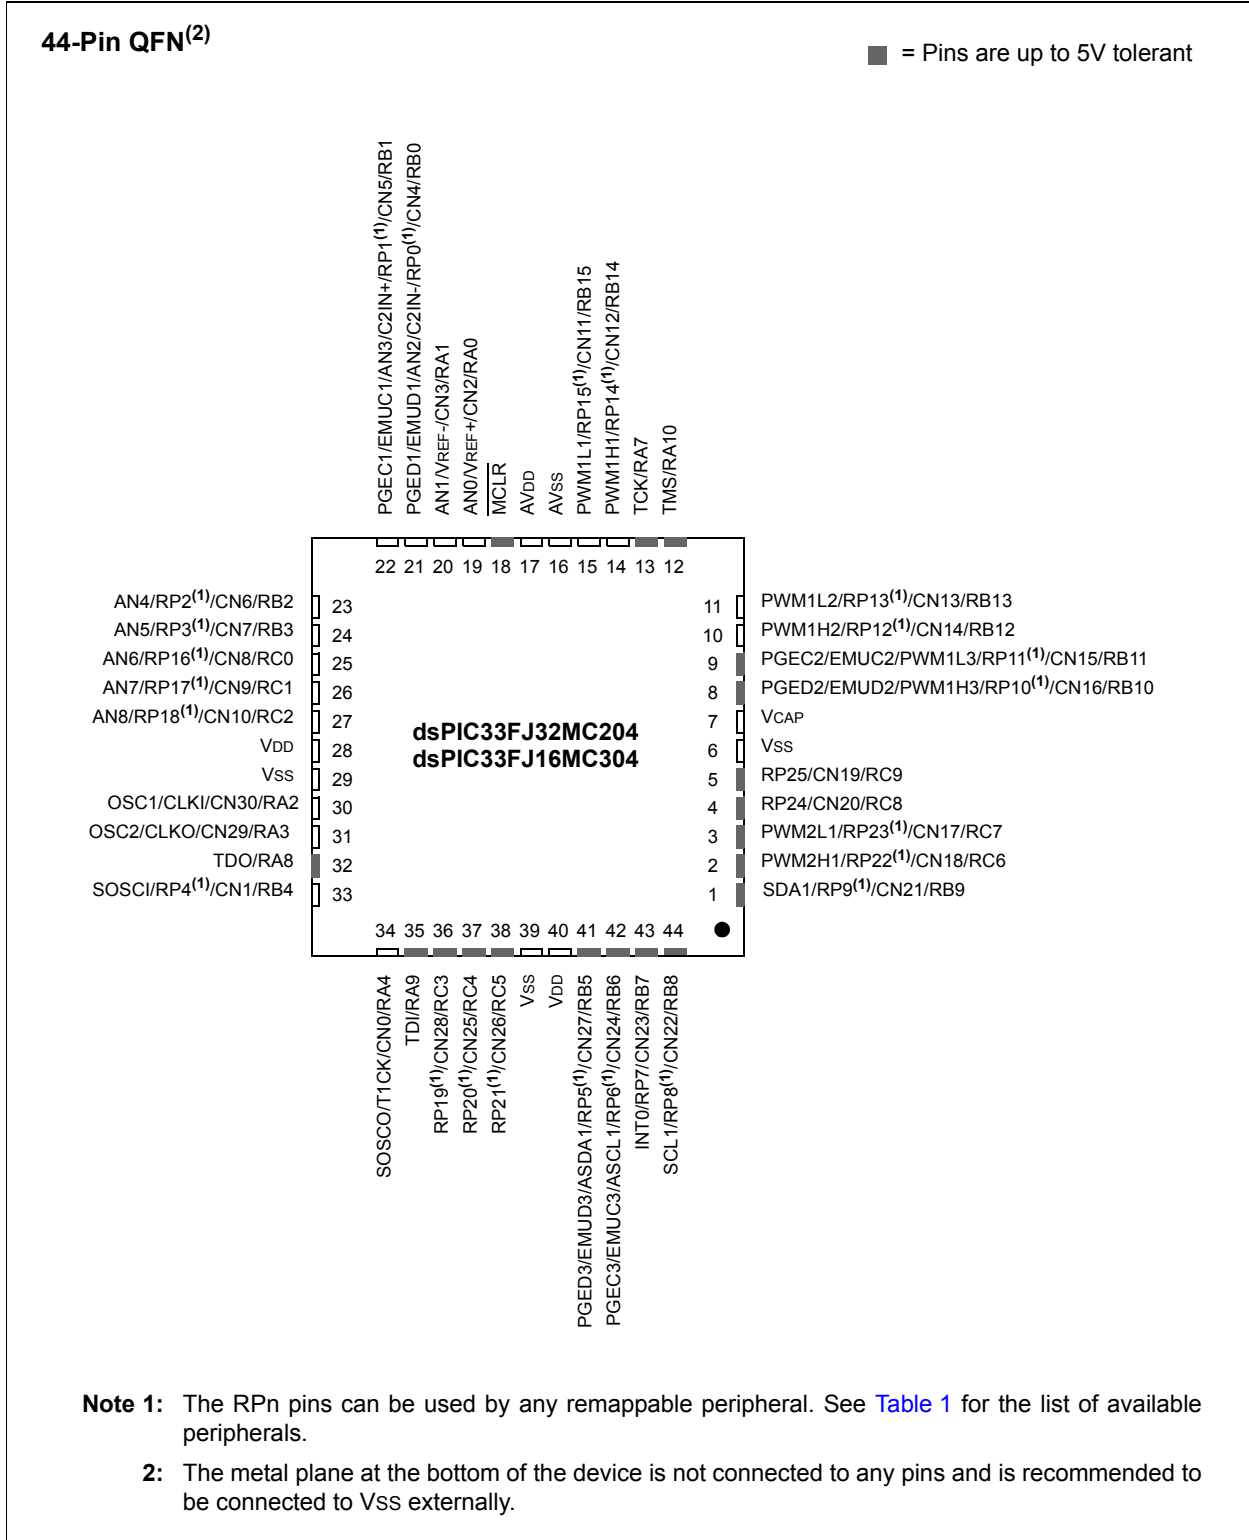 44-Pin QFN(2)
= Pins are up to 5V tolerant
PGEC1/EMUC1/AN3/C2IN+/RP1(1)/CN5/RB1
PGED1/EMUD1/AN2/C2IN-/RP0(1)/CN4/RB0
AN1/VREF-/CN3/RA1
AN0/VREF+/CN2/RA0
MCLR
AVDD
AVSS
PWM1L1/RP15(1)/CN11/RB15
PWM1H1/RP14(1)/CN12/RB14
TCK/RA7
TMS/RA10
22 21 20 19 18 17 16 15 14 13 12
AN4/RP2(1)/CN6/RB2 23 11 PWM1L2/RP13(1)/CN13/RB13
AN5/RP3(1)/CN7/RB3 24 10 PWM1H2/RP12(1)/CN14/RB12
AN6/RP16(1)/CN8/RC0 25 9 PGEC2/EMUC2/PWM1L3/RP11(1)/CN15/RB11
AN7/RP17(1)/CN9/RC1 26 8 PGED2/EMUD2/PWM1H3/RP10(1)/CN16/RB10
AN8/RP18(1)/CN10/RC2 27 7 VCAP
dsPIC33FJ32MC204
VDD 28 6 VSS
dsPIC33FJ16MC304
VSS 29 5 RP25/CN19/RC9
OSC1/CLKI/CN30/RA2 30 4 RP24/CN20/RC8
OSC2/CLKO/CN29/RA3 31 3 PWM2L1/RP23(1)/CN17/RC7
TDO/RA8 32 2 PWM2H1/RP22(1)/CN18/RC6
SOSCI/RP4(1)/CN1/RB4 33 1 SDA1/RP9(1)/CN21/RB9
34 35 36 37 38 39 40 41 42 43 44
SOSCO/T1CK/CN0/RA4
TDI/RA9
RP19(1)/CN28/RC3
RP20(1)/CN25/RC4
RP21(1)/CN26/RC5
VSS
VDD
PGED3/EMUD3/ASDA1/RP5(1)/CN27/RB5
PGEC3/EMUC3/ASCL1/RP6(1)/CN24/RB6
INT0/RP7/CN23/RB7
SCL1/RP8(1)/CN22/RB8
Note 1: The RPn pins can be used by any remappable peripheral. See Table 1 for the list of available
peripherals.
2: The metal plane at the bottom of the device is not connected to any pins and is recommended to
be connected to VSS externally.